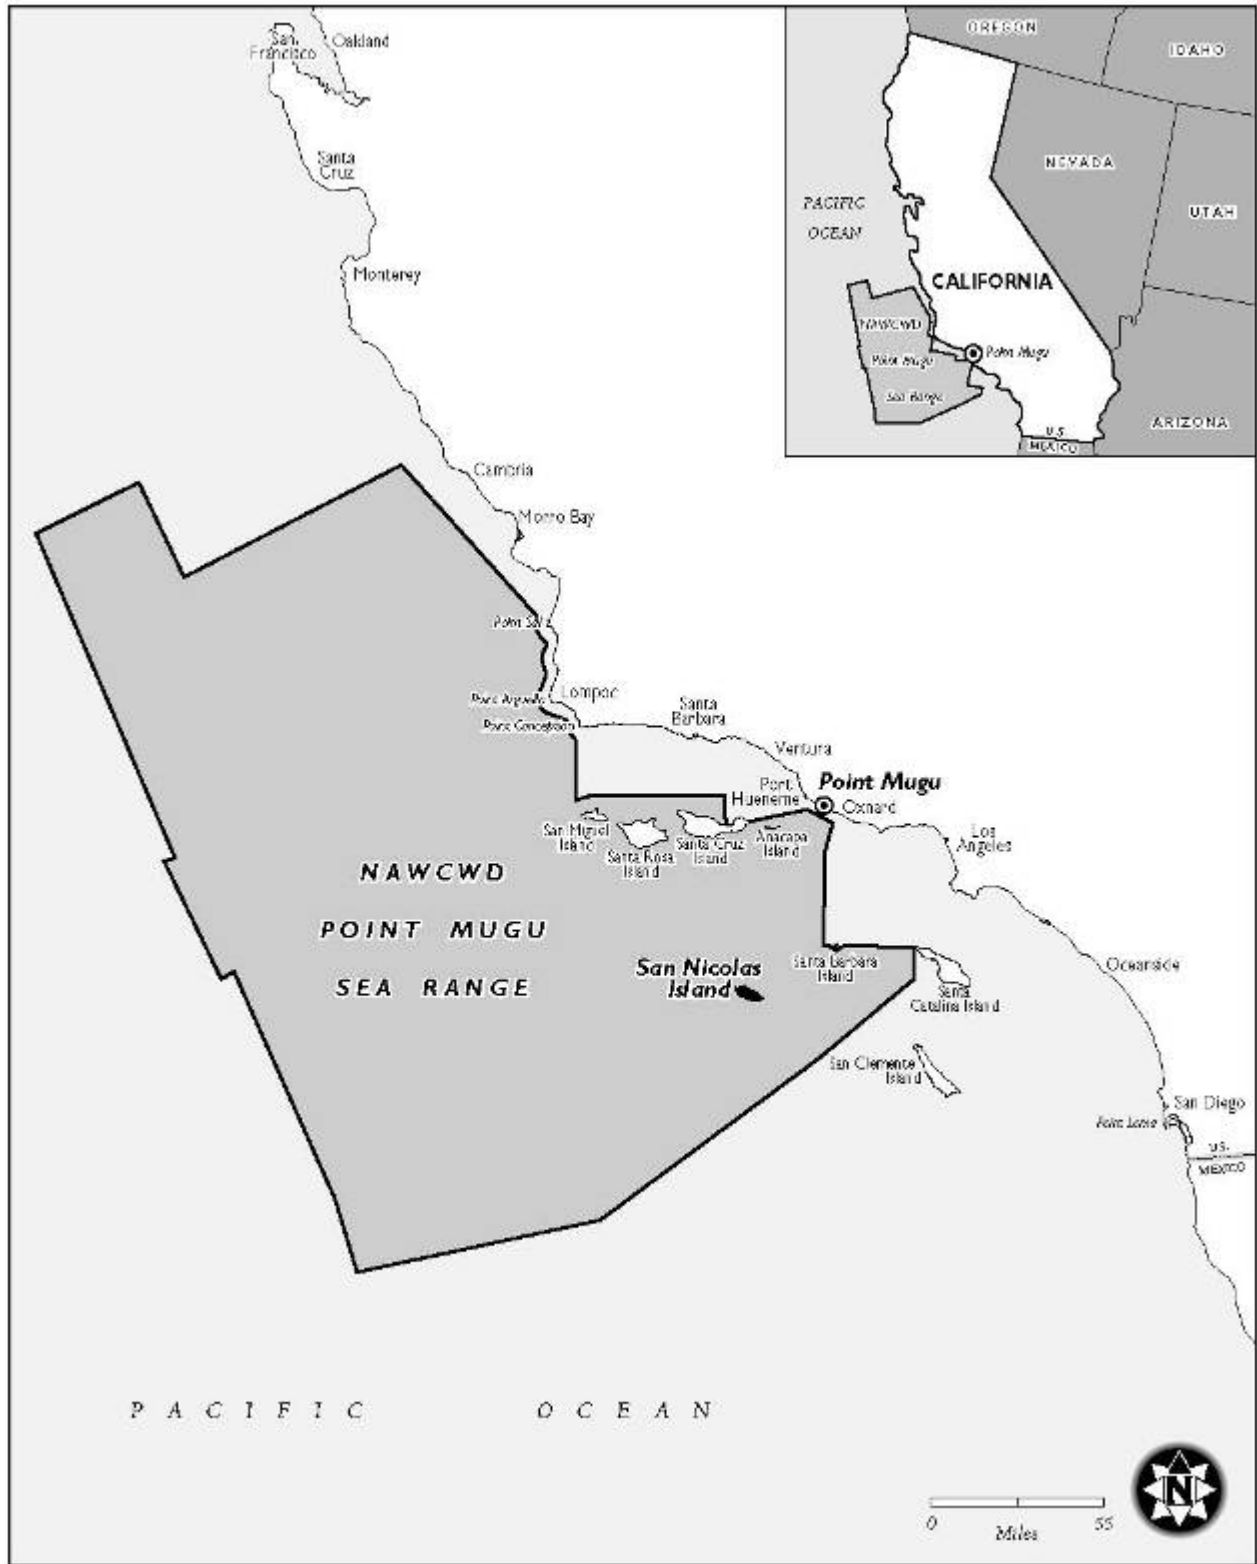 San
Francisco
Oakland
Santa
Cruz
Monterey
Cambria
Morro Bay
Point Sal
Point Arguello
Lompoc
Point Conception
Santa
Barbara
Ventura
Port
Hueneme
Point Mugu
Oxnard
Los
Angeles
San Miguel
Island
Santa Rosa
Island
Santa Cruz
Island
Anacapa
Island
NAWCWD
POINT MUGU
SEA RANGE
San Nicolas
Island
Santa Barbara
Island
Santa
Catalina Island
San Clemente
Island
Oceanside
San Diego
Point Loma
U.S.
MEXICO
PACIFIC OCEAN
0
55
Miles
N
OREGON
IDAHO
NEVADA
UTAH
PACIFIC
OCEAN
CALIFORNIA
NAWCWD
Point Mugu
Sea Range
Point Mugu
ARIZONA
U.S.
MEXICO